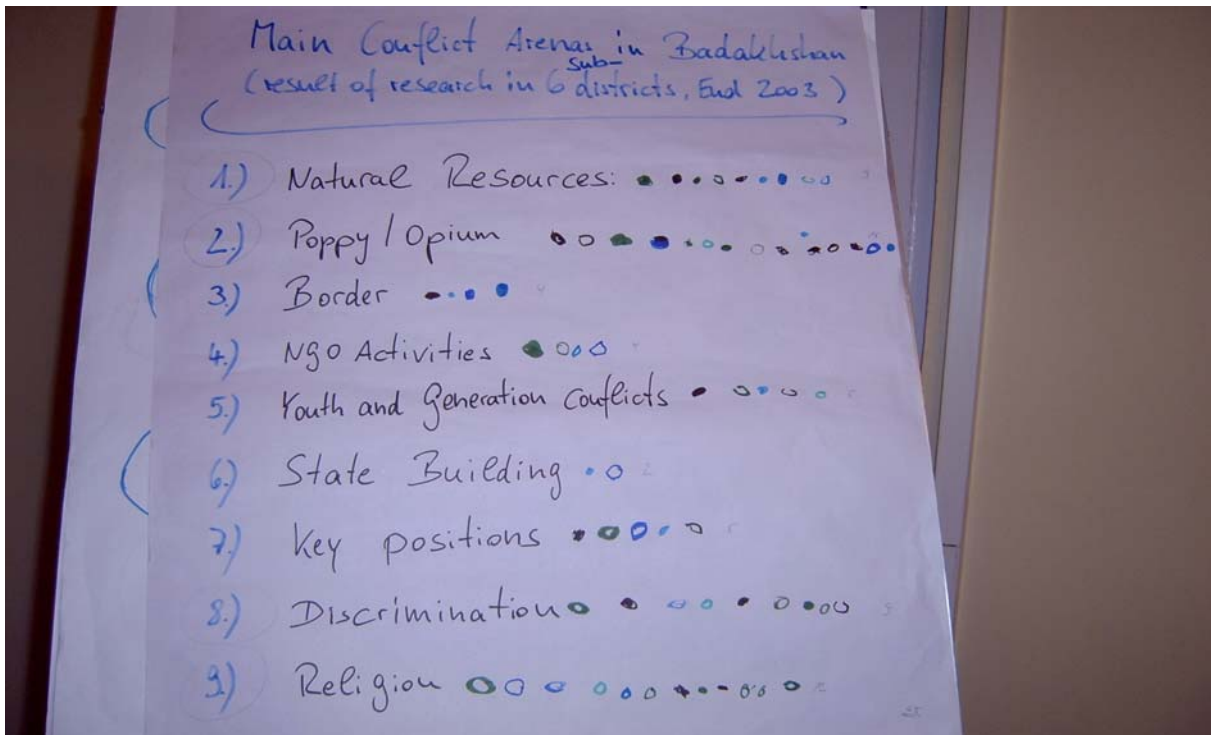 Main Conflict Arenas in Badakhshan
(result of research in 6 sub-districts, End 2003)
1.) Natural Resources:
2.) Poppy / Opium
3.) Border
4.) NGO Activities
5.) Youth and Generation Conflicts
6.) State Building
7.) Key positions
8.) Discrimination
9.) Religion